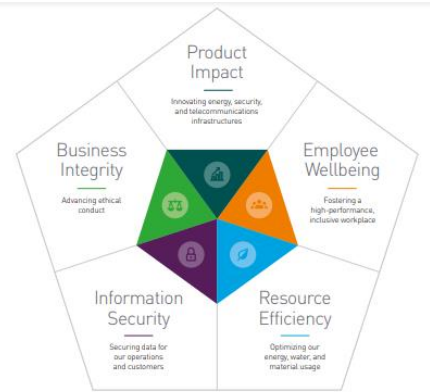 Product
Impact
Innovating energy, security,
and telecommunications
infrastructures
Business
Integrity
Advancing ethical
conduct
Employee
Wellbeing
Fostering a
high-performance,
inclusive workplace
Information
Security
Securing data for
our operations
and customers
Resource
Efficiency
Optimizing our
energy, water, and
material usage